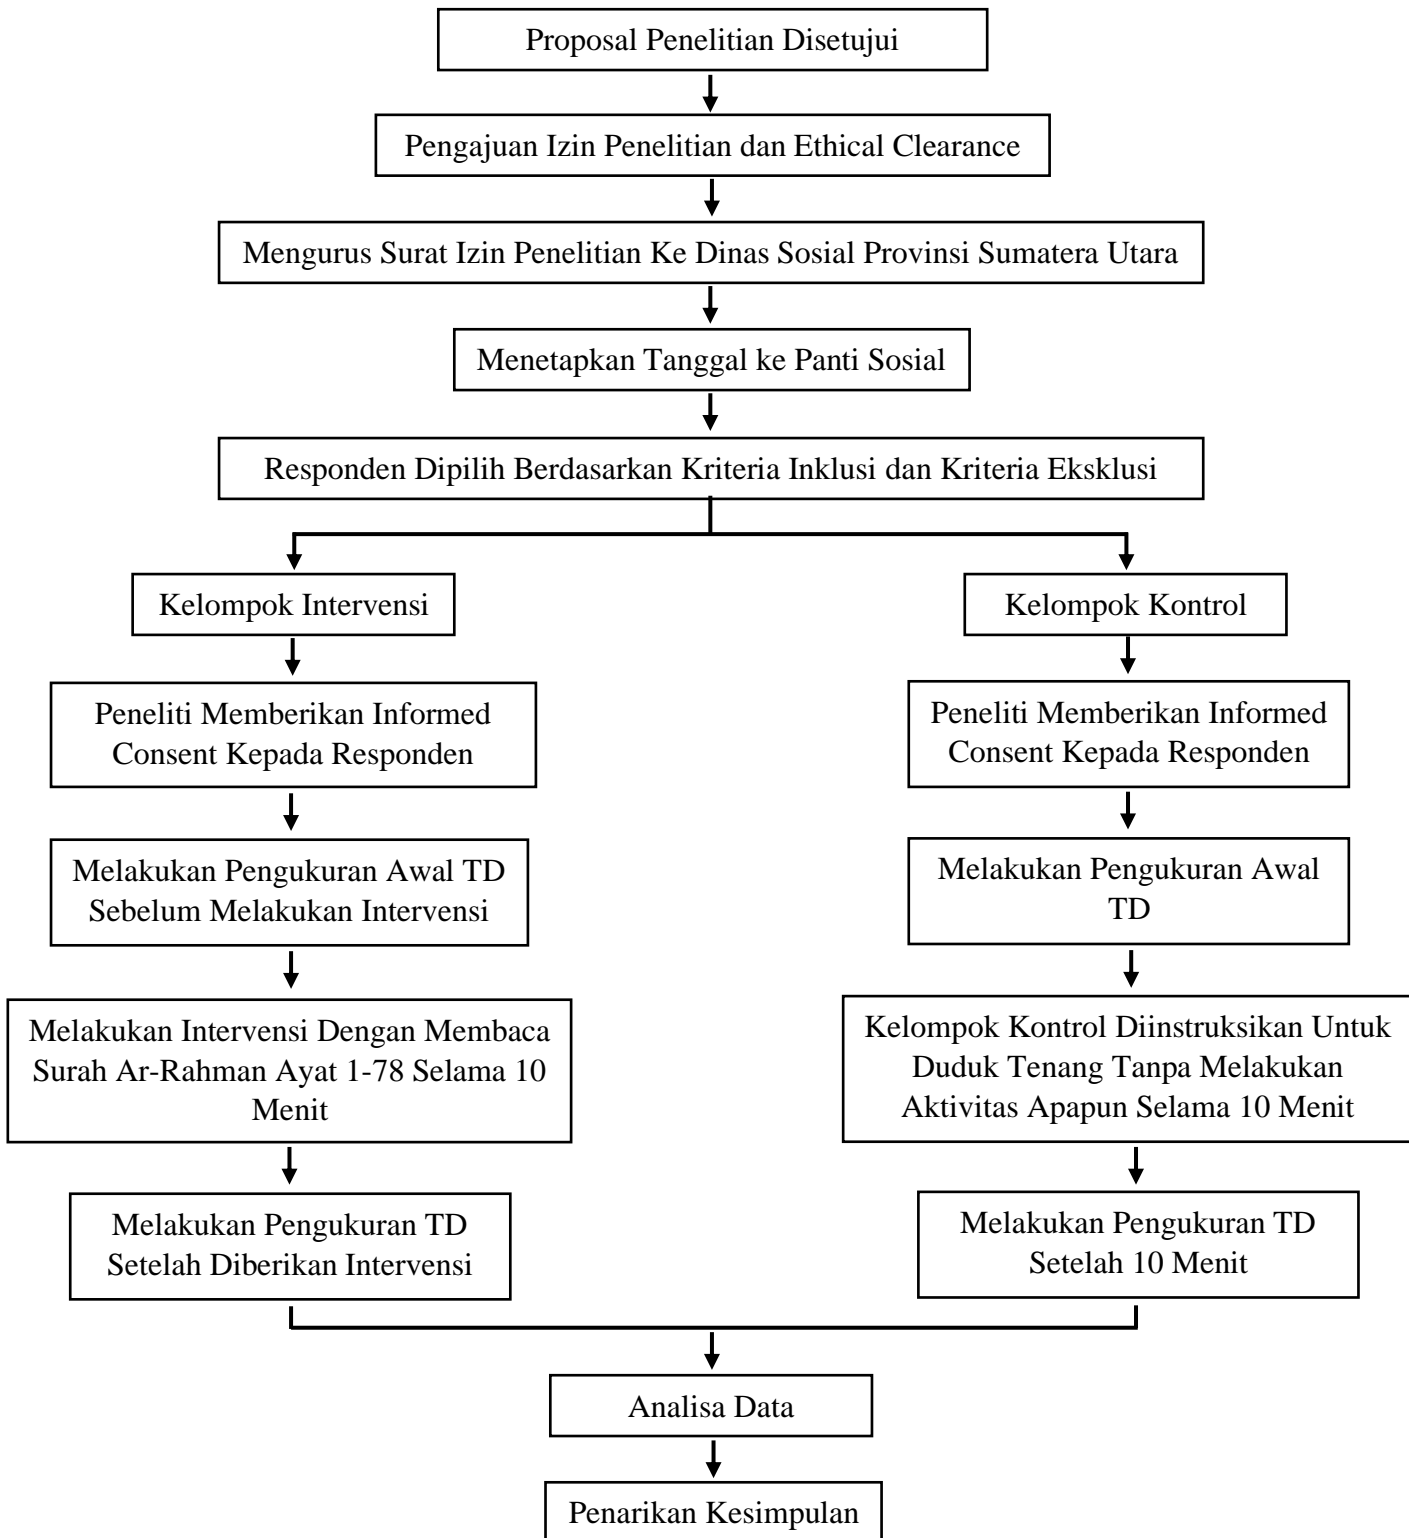 Proposal Penelitian Disetujui
Pengajuan Izin Penelitian dan Ethical Clearance
Mengurus Surat Izin Penelitian Ke Dinas Sosial Provinsi Sumatera Utara
Menetapkan Tanggal ke Panti Sosial
Responden Dipilih Berdasarkan Kriteria Inklusi dan Kriteria Eksklusi
Kelompok Intervensi
Peneliti Memberikan Informed
Consent Kepada Responden
Melakukan Pengukuran Awal TD
Sebelum Melakukan Intervensi
Melakukan Intervensi Dengan Membaca
Surah Ar-Rahman Ayat 1-78 Selama 10
Menit
Melakukan Pengukuran TD
Setelah Diberikan Intervensi
Kelompok Kontrol
Peneliti Memberikan Informed
Consent Kepada Responden
Melakukan Pengukuran Awal
TD
Kelompok Kontrol Diinstruksikan Untuk
Duduk Tenang Tanpa Melakukan
Aktivitas Apapun Selama 10 Menit
Melakukan Pengukuran TD
Setelah 10 Menit
Analisa Data
Penarikan Kesimpulan